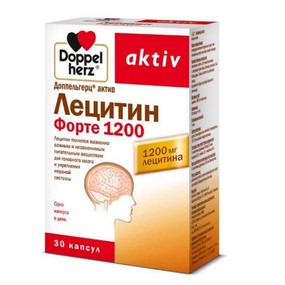 Doppel
herz®
aktiv
Доппельгерц® актив
Лецитин
Форте 1200
Лецитин является жизненно
важным и незаменимым
питательным веществом
для головного мозга
и укрепления
нервной
системы
1200 мг
лецитина
Одна
капсула
в день
30 капсул